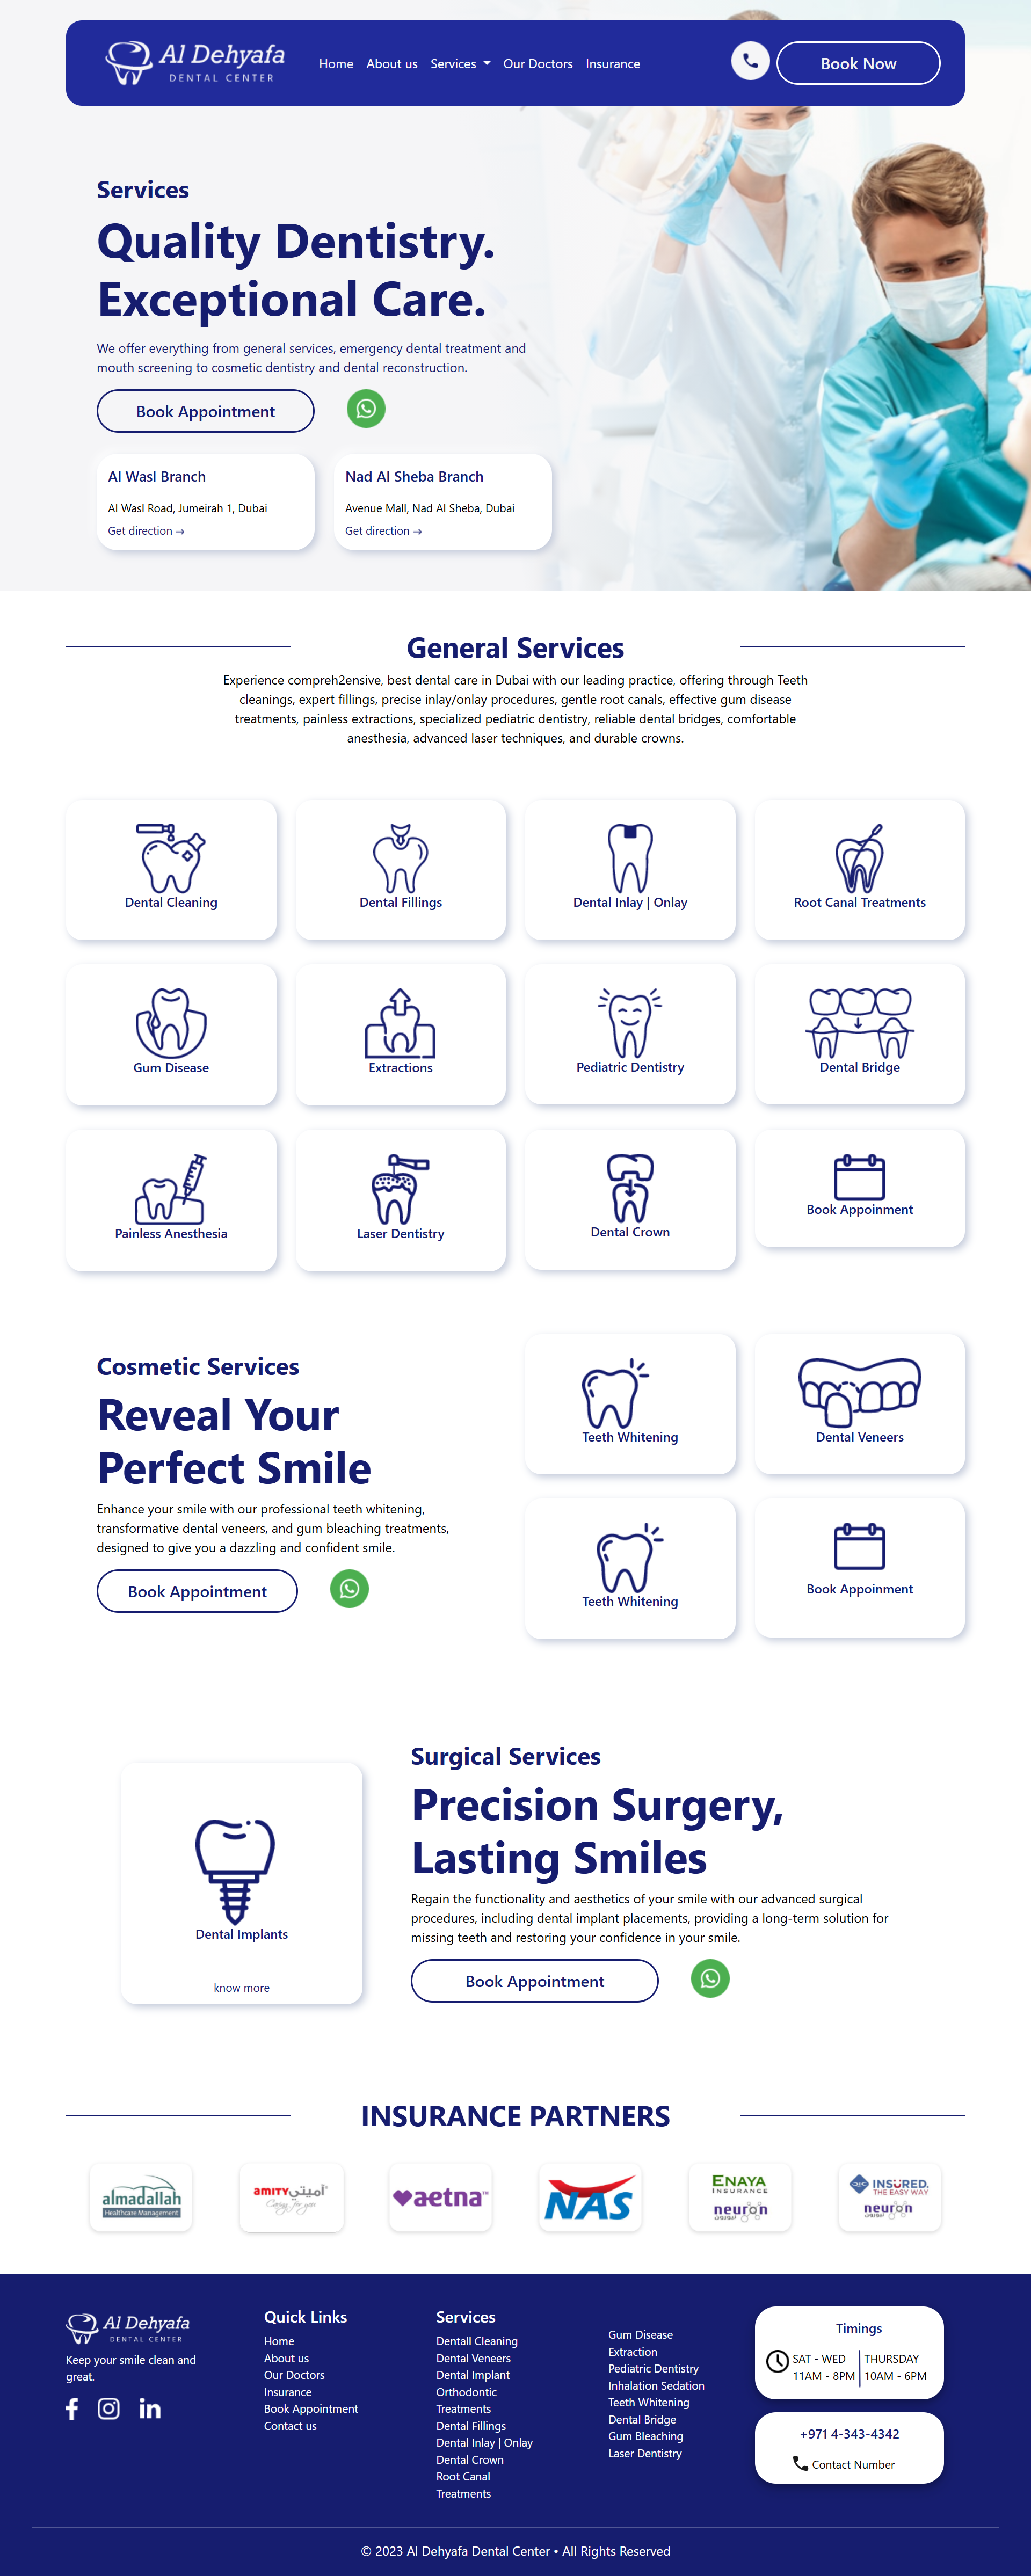 Al Dehyafa
DENTAL CENTER
Home About us Services Our Doctors Insurance
Book Now
Services
Quality Dentistry.
Exceptional Care.
We offer everything from general services, emergency dental treatment and
mouth screening to cosmetic dentistry and dental reconstruction.
Book Appointment
Al Wasl Branch
Al Wasl Road, Jumeirah 1, Dubai
Get direction →
Nad Al Sheba Branch
Avenue Mall, Nad Al Sheba, Dubai
Get direction →
General Services
Experience compreh2ensive, best dental care in Dubai with our leading practice, offering through Teeth
cleanings, expert fillings, precise inlay/onlay procedures, gentle root canals, effective gum disease
treatments, painless extractions, specialized pediatric dentistry, reliable dental bridges, comfortable
anesthesia, advanced laser techniques, and durable crowns.
Dental Cleaning
Dental Fillings
Dental Inlay | Onlay
Root Canal Treatments
Gum Disease
Extractions
Pediatric Dentistry
Dental Bridge
Painless Anesthesia
Laser Dentistry
Dental Crown
Book Appoinment
Cosmetic Services
Reveal Your
Perfect Smile
Enhance your smile with our professional teeth whitening,
transformative dental veneers, and gum bleaching treatments,
designed to give you a dazzling and confident smile.
Book Appointment
Teeth Whitening
Dental Veneers
Teeth Whitening
Book Appoinment
Dental Implants
know more
Surgical Services
Precision Surgery,
Lasting Smiles
Regain the functionality and aesthetics of your smile with our advanced surgical
procedures, including dental implant placements, providing a long-term solution for
missing teeth and restoring your confidence in your smile.
Book Appointment
INSURANCE PARTNERS
almadallah
Healthcare Management
AMITY أميتي
Caring for you
aetna™
NAS
ENAYA
INSURANCE
neuron
نيورون
QIC INSURED.
THE EASY WAY
neuron
نيورون
Al Dehyafa
DENTAL CENTER
Keep your smile clean and
great.
Quick Links
Home
About us
Our Doctors
Insurance
Book Appointment
Contact us
Services
Dentall Cleaning
Dental Veneers
Dental Implant
Orthodontic
Treatments
Dental Fillings
Dental Inlay | Onlay
Dental Crown
Root Canal
Treatments
Gum Disease
Extraction
Pediatric Dentistry
Inhalation Sedation
Teeth Whitening
Dental Bridge
Gum Bleaching
Laser Dentistry
Timings
SAT - WED
11AM - 8PM
THURSDAY
10AM - 6PM
+971 4-343-4342
Contact Number
© 2023 Al Dehyafa Dental Center • All Rights Reserved